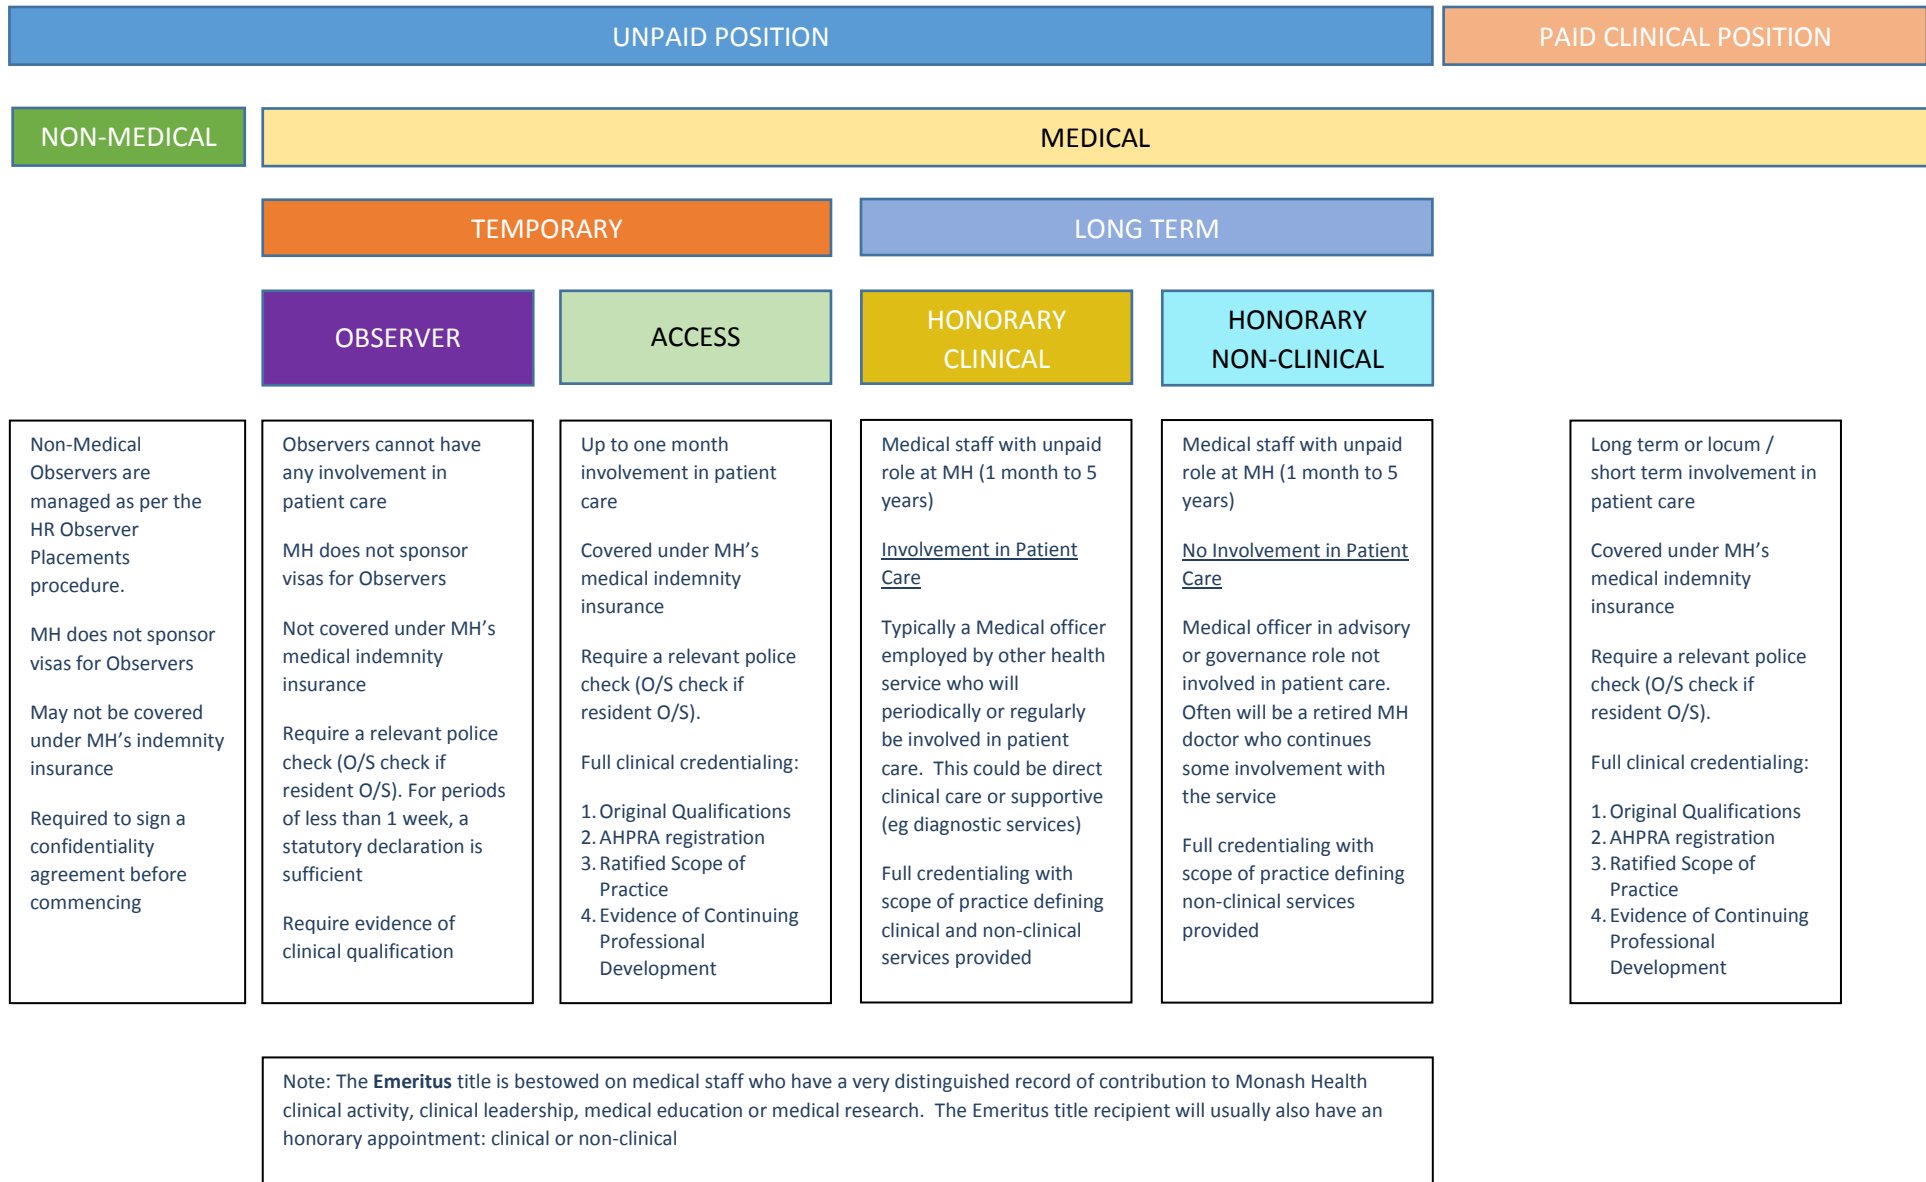 UNPAID POSITION
PAID CLINICAL POSITION
NON-MEDICAL
MEDICAL
TEMPORARY
LONG TERM
OBSERVER
ACCESS
HONORARY
CLINICAL
HONORARY
NON-CLINICAL
Non-Medical
Observers are
managed as per the
HR Observer
Placements
procedure.
MH does not sponsor
visas for Observers
May not be covered
under MH’s indemnity
insurance
Required to sign a
confidentiality
agreement before
commencing
Observers cannot have
any involvement in
patient care
MH does not sponsor
visas for Observers
Not covered under MH’s
medical indemnity
insurance
Require a relevant police
check (O/S check if
resident O/S). For periods
of less than 1 week, a
statutory declaration is
sufficient
Require evidence of
clinical qualification
Up to one month
involvement in patient
care
Covered under MH’s
medical indemnity
insurance
Require a relevant police
check (O/S check if
resident O/S).
Full clinical credentialing:
1. Original Qualifications
2. AHPRA registration
3. Ratified Scope of
Practice
4. Evidence of Continuing
Professional
Development
Medical staff with unpaid
role at MH (1 month to 5
years)
Involvement in Patient
Care
Typically a Medical officer
employed by other health
service who will
periodically or regularly
be involved in patient
care.  This could be direct
clinical care or supportive
(eg diagnostic services)
Full credentialing with
scope of practice defining
clinical and non-clinical
services provided
Medical staff with unpaid
role at MH (1 month to 5
years)
No Involvement in Patient
Care
Medical officer in advisory
or governance role not
involved in patient care.
Often will be a retired MH
doctor who continues
some involvement with
the service
Full credentialing with
scope of practice defining
non-clinical services
provided
Long term or locum /
short term involvement in
patient care
Covered under MH’s
medical indemnity
insurance
Require a relevant police
check (O/S check if
resident O/S).
Full clinical credentialing:
1. Original Qualifications
2. AHPRA registration
3. Ratified Scope of
Practice
4. Evidence of Continuing
Professional
Development
Note: The Emeritus title is bestowed on medical staff who have a very distinguished record of contribution to Monash Health
clinical activity, clinical leadership, medical education or medical research.  The Emeritus title recipient will usually also have an
honorary appointment: clinical or non-clinical